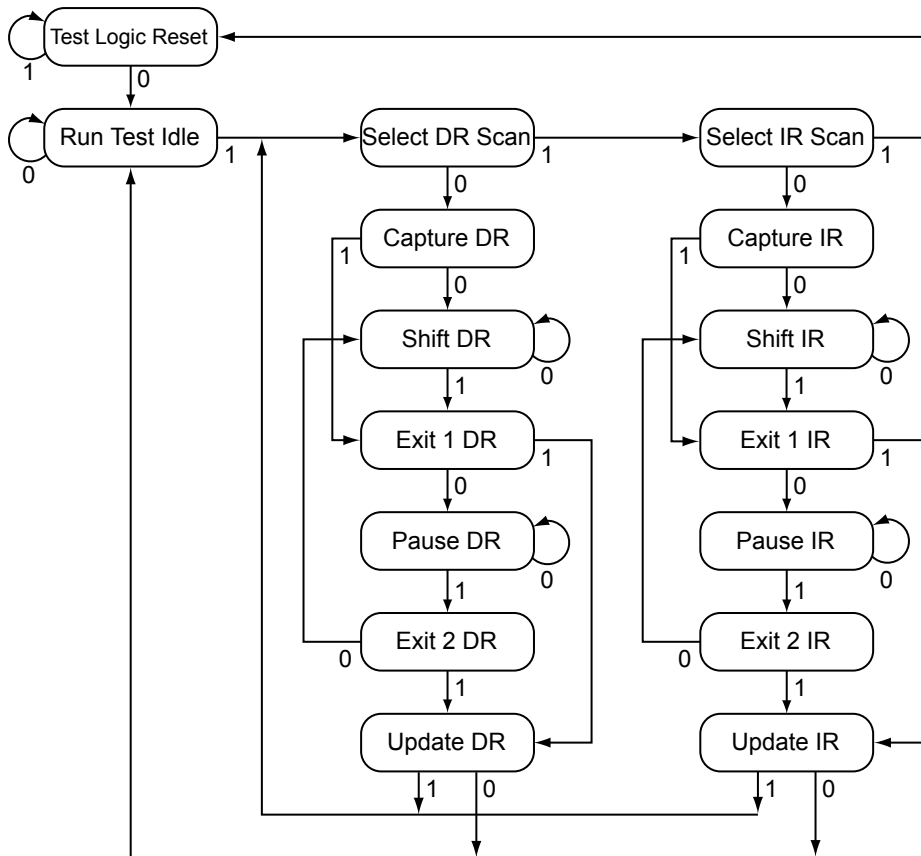 Test Logic Reset
1
0
Run Test Idle
0
1
Select DR Scan
1
Select IR Scan
1
0
0
Capture DR
1
Capture IR
1
0
0
Shift DR
0
Shift IR
0
1
1
Exit 1 DR
1
Exit 1 IR
1
0
0
Pause DR
0
Pause IR
0
1
1
Exit 2 DR
0
Exit 2 IR
0
1
1
Update DR
Update IR
1
0
1
0